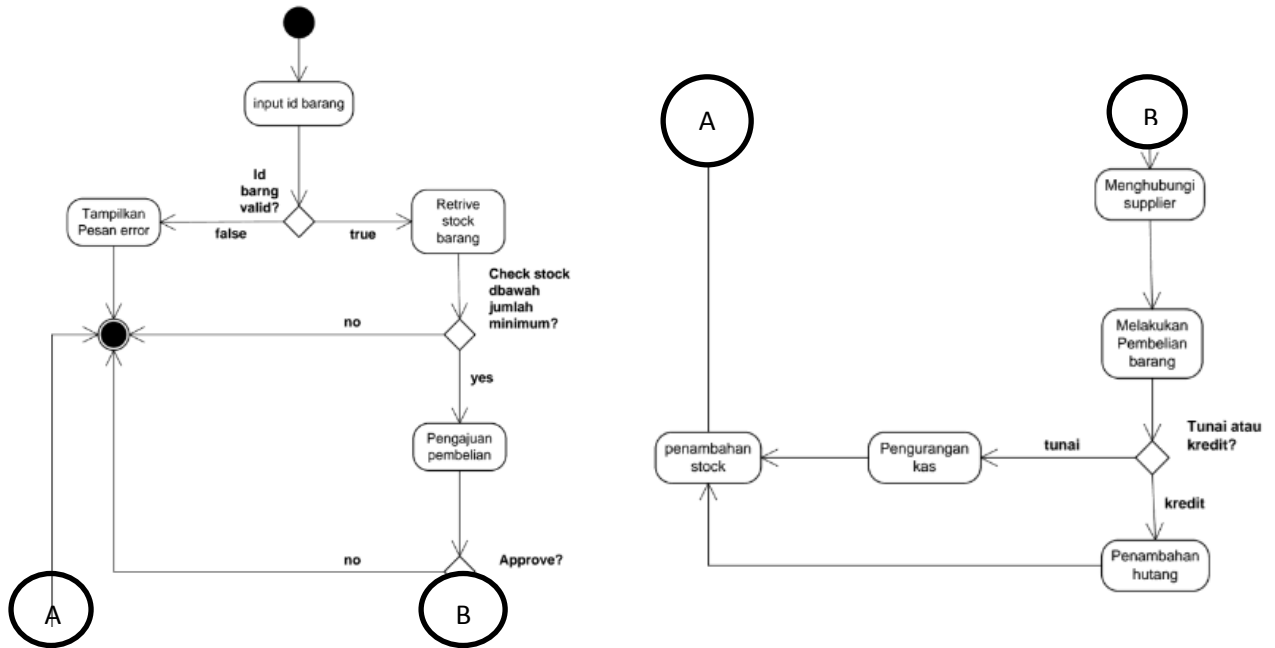 input id barang
Id
barng
valid?
Tampilkan
Pesan error
false
true
Retrive
stock
barang
Check stock
dbawah
jumlah
minimum?
no
yes
Pengajuan
pembelian
no
Approve?
A
B
A
B
Menghubungi
supplier
Melakukan
Pembelian
barang
Tunai atau
kredit?
tunai
Pengurangan
kas
penambahan
stock
kredit
Penambahan
hutang